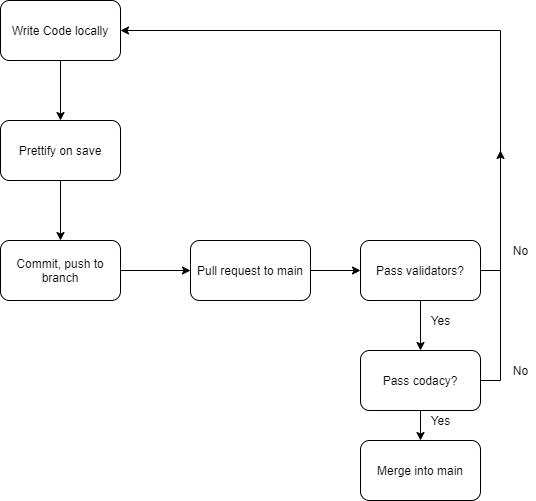 Write Code locally
Prettify on save
Commit, push to
branch
Pull request to main
Pass validators?
No
Yes
Pass codacy?
No
Yes
Merge into main